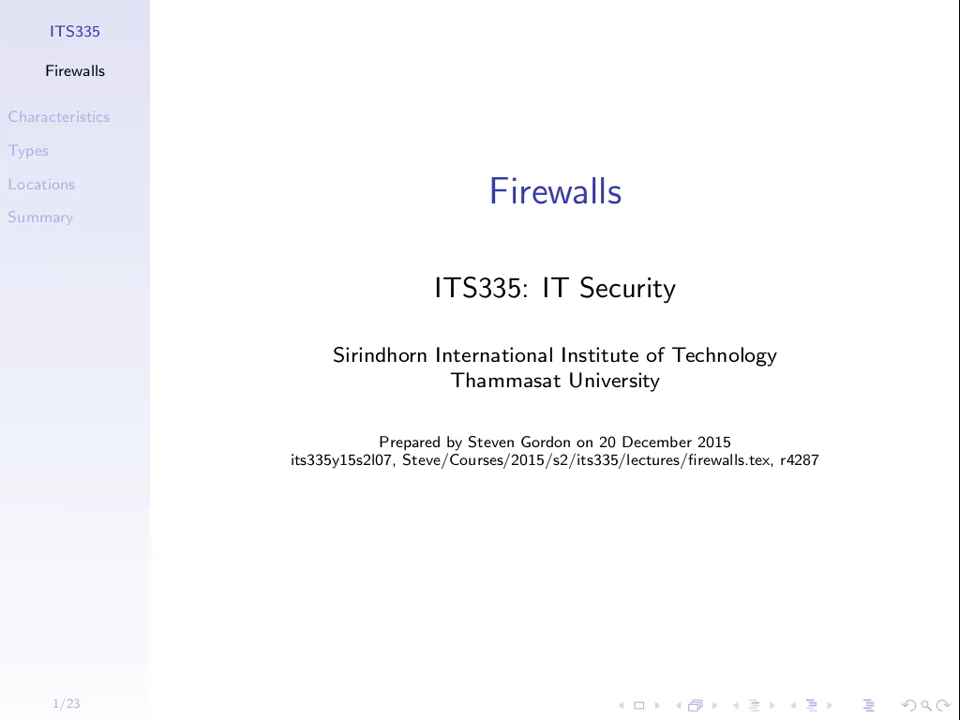 ITS335
Firewalls
Characteristics
Types
Locations
Summary
Firewalls
ITS335: IT Security
Sirindhorn International Institute of Technology
Thammasat University
Prepared by Steven Gordon on 20 December 2015
its335y15s2l07, Steve/Courses/2015/s2/its335/lectures/firewalls.tex, r4287
1/23